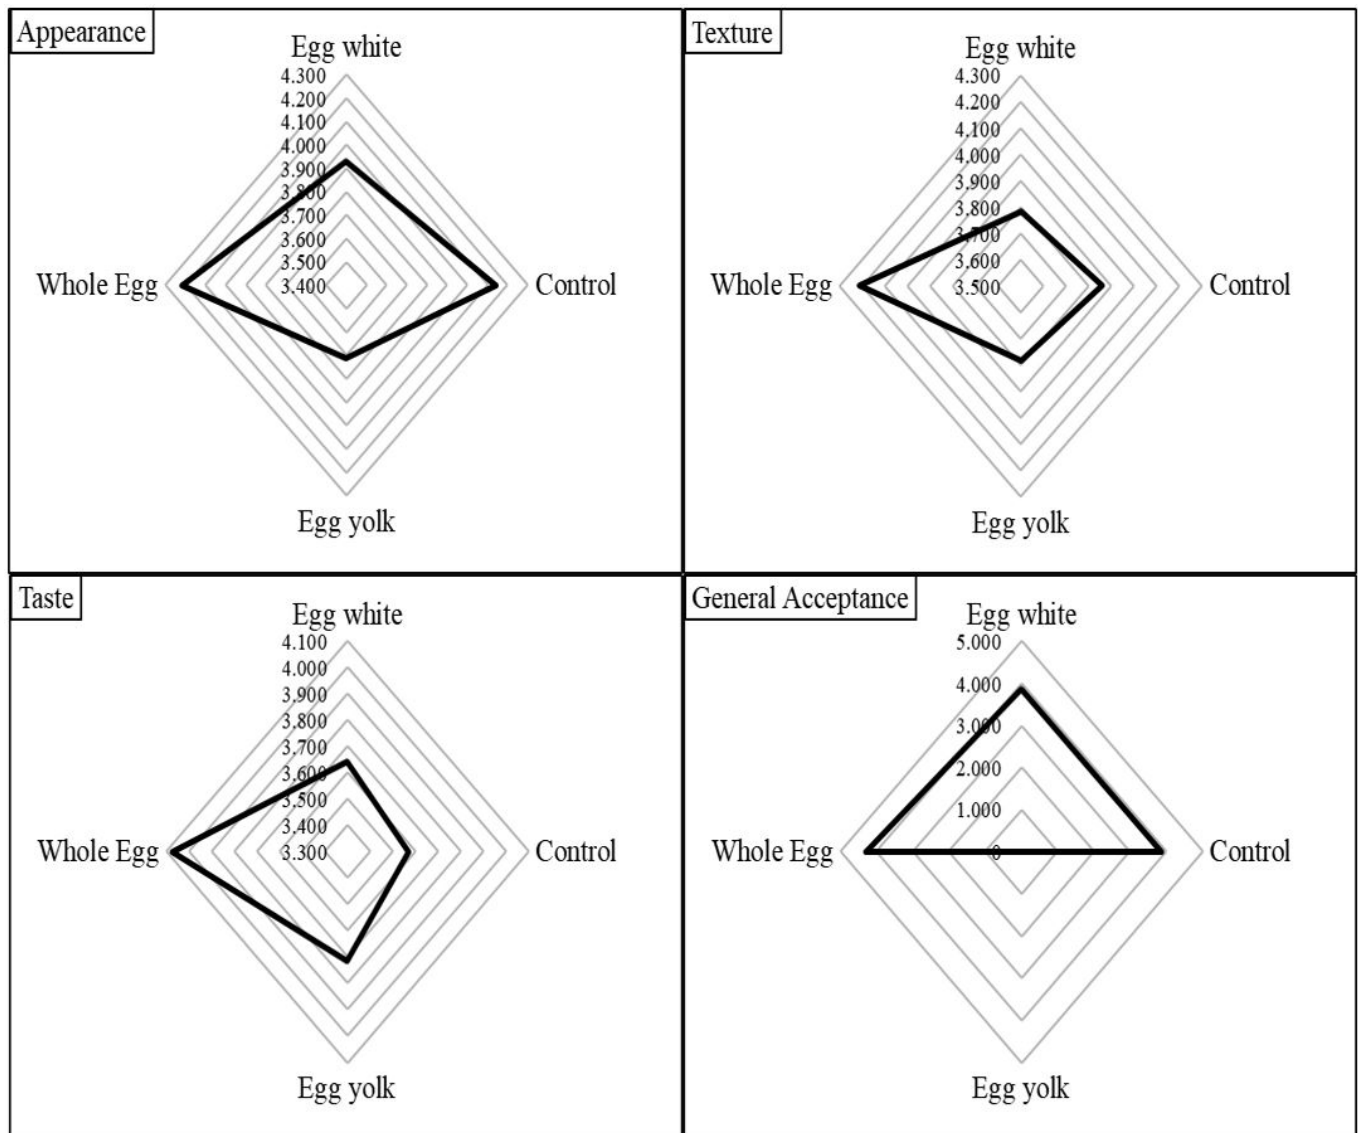 Appearance
Egg white
4.300
4.200
4.100
4.000
3.900
3.800
3.700
3.600
3.500
3.400
Whole Egg
Control
Egg yolk
Texture
Egg white
4.300
4.200
4.100
4.000
3.900
3.800
3.700
3.600
3.500
Whole Egg
Control
Egg yolk
Taste
Egg white
4.100
4.000
3.900
3.800
3.700
3.600
3.500
3.400
3.300
Whole Egg
Control
Egg yolk
General Acceptance
Egg white
5.000
4.000
3.000
2.000
1.000
0
Whole Egg
Control
Egg yolk